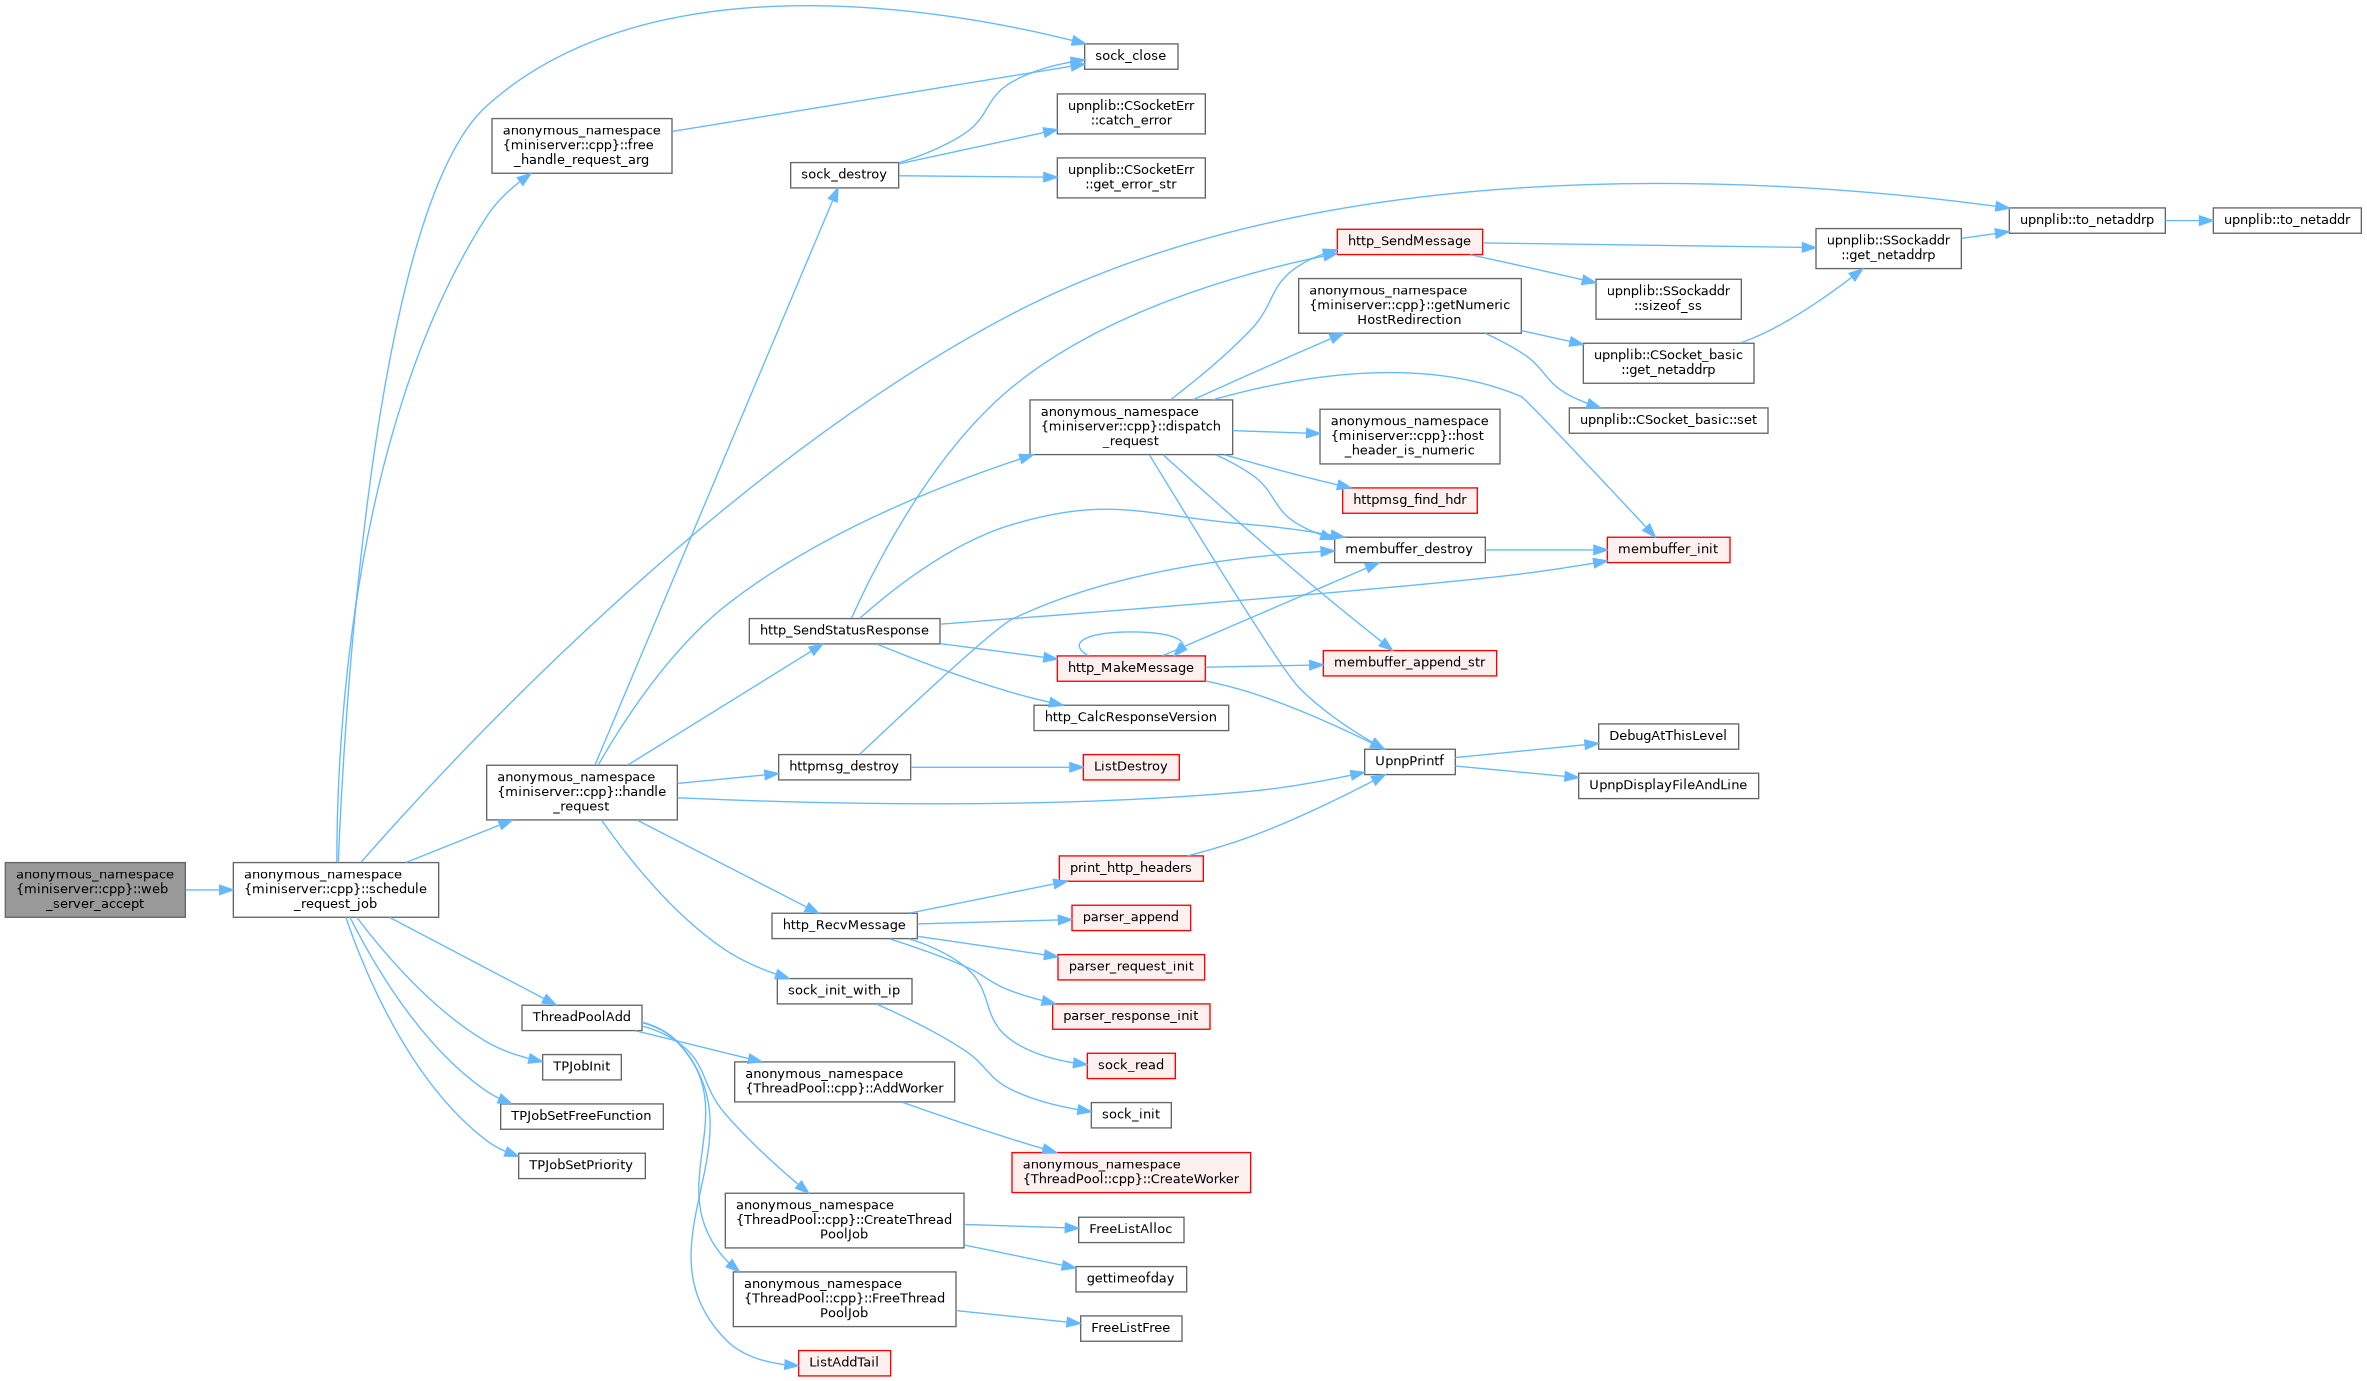 anonymous_namespace
{miniserver::cpp}::web
_server_accept
anonymous_namespace
{miniserver::cpp}::schedule
_request_job
anonymous_namespace
{miniserver::cpp}::free
_handle_request_arg
anonymous_namespace
{miniserver::cpp}::handle
_request
ThreadPoolAdd
TPJobInit
TPJobSetFreeFunction
TPJobSetPriority
sock_destroy
http_SendStatusResponse
httpmsg_destroy
http_RecvMessage
sock_init_with_ip
anonymous_namespace
{ThreadPool::cpp}::AddWorker
anonymous_namespace
{ThreadPool::cpp}::CreateThread
PoolJob
anonymous_namespace
{ThreadPool::cpp}::FreeThread
PoolJob
ListAddTail
sock_close
upnplib::CSocketErr
::catch_error
upnplib::CSocketErr
::get_error_str
anonymous_namespace
{miniserver::cpp}::dispatch
_request
http_MakeMessage
http_CalcResponseVersion
ListDestroy
print_http_headers
parser_append
parser_request_init
parser_response_init
sock_read
sock_init
anonymous_namespace
{ThreadPool::cpp}::CreateWorker
FreeListAlloc
gettimeofday
FreeListFree
http_SendMessage
anonymous_namespace
{miniserver::cpp}::getNumeric
HostRedirection
anonymous_namespace
{miniserver::cpp}::host
_header_is_numeric
httpmsg_find_hdr
membuffer_destroy
membuffer_append_str
UpnpPrintf
upnplib::SSockaddr
::sizeof_ss
upnplib::CSocket_basic
::get_netaddrp
upnplib::CSocket_basic::set
membuffer_init
DebugAtThisLevel
UpnpDisplayFileAndLine
upnplib::SSockaddr
::get_netaddrp
upnplib::to_netaddrp
upnplib::to_netaddr